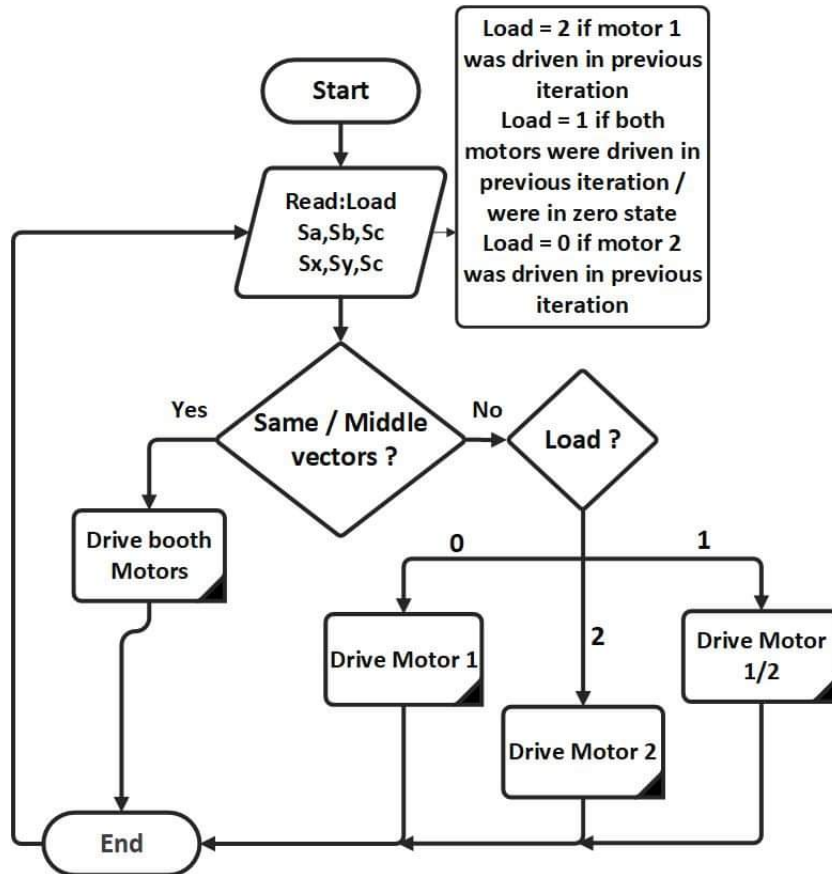 Start
Load = 2 if motor 1
was driven in previous
iteration
Load = 1 if both
motors were driven in
previous iteration /
were in zero state
Load = 0 if motor 2
was driven in previous
iteration
Read:Load
Sa,Sb,Sc
Sx,Sy,Sc
Same / Middle
vectors ?
Yes
No
Load ?
Drive booth
Motors
0
2
1
Drive Motor 1
Drive Motor 2
Drive Motor
1/2
End